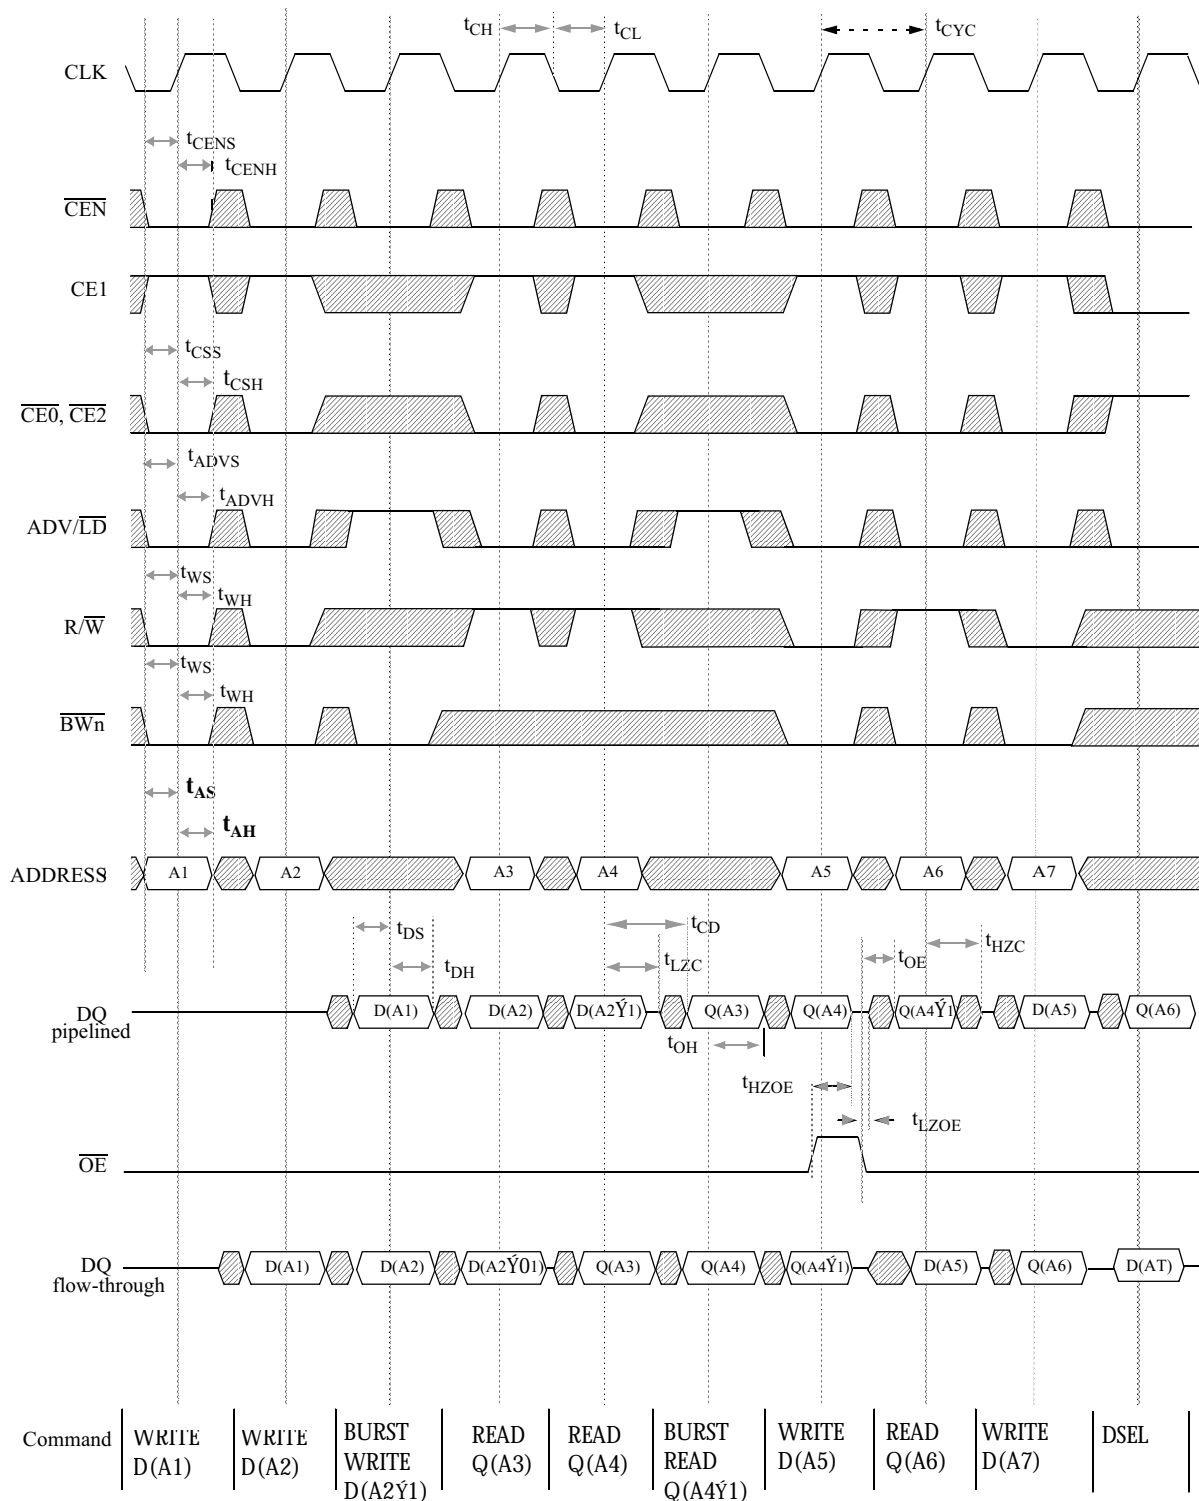 tCH tCL tCYC
CLK
tCENS
tCENH
CEN
CE1
tCSS
tCSH
CE0, CE2
tADVS
tADVH
ADV/LD
tWS
tWH
R/W
tWS
tWH
BWn
tAS
tAH
ADDRESS A1 A2 A3 A4 A5 A6 A7
tDS tCD tHZC
tDH tLZC tOE
DQ
pipelined
D(A1) D(A2) D(A2Ý1) Q(A3) Q(A4) Q(A4Ý1 D(A5) Q(A6)
tOH
tHZOE
tLZOE
OE
DQ
flow-through
D(A1) D(A2) D(A2Ý01) Q(A3) Q(A4) Q(A4Ý1) D(A5) Q(A6) D(AT)
Command
WRITE
D(A1)
WRITE
D(A2)
BURST
WRITE
D(A2Ý1)
READ
Q(A3)
READ
Q(A4)
BURST
READ
Q(A4Ý1)
WRITE
D(A5)
READ
Q(A6)
WRITE
D(A7)
DSEL